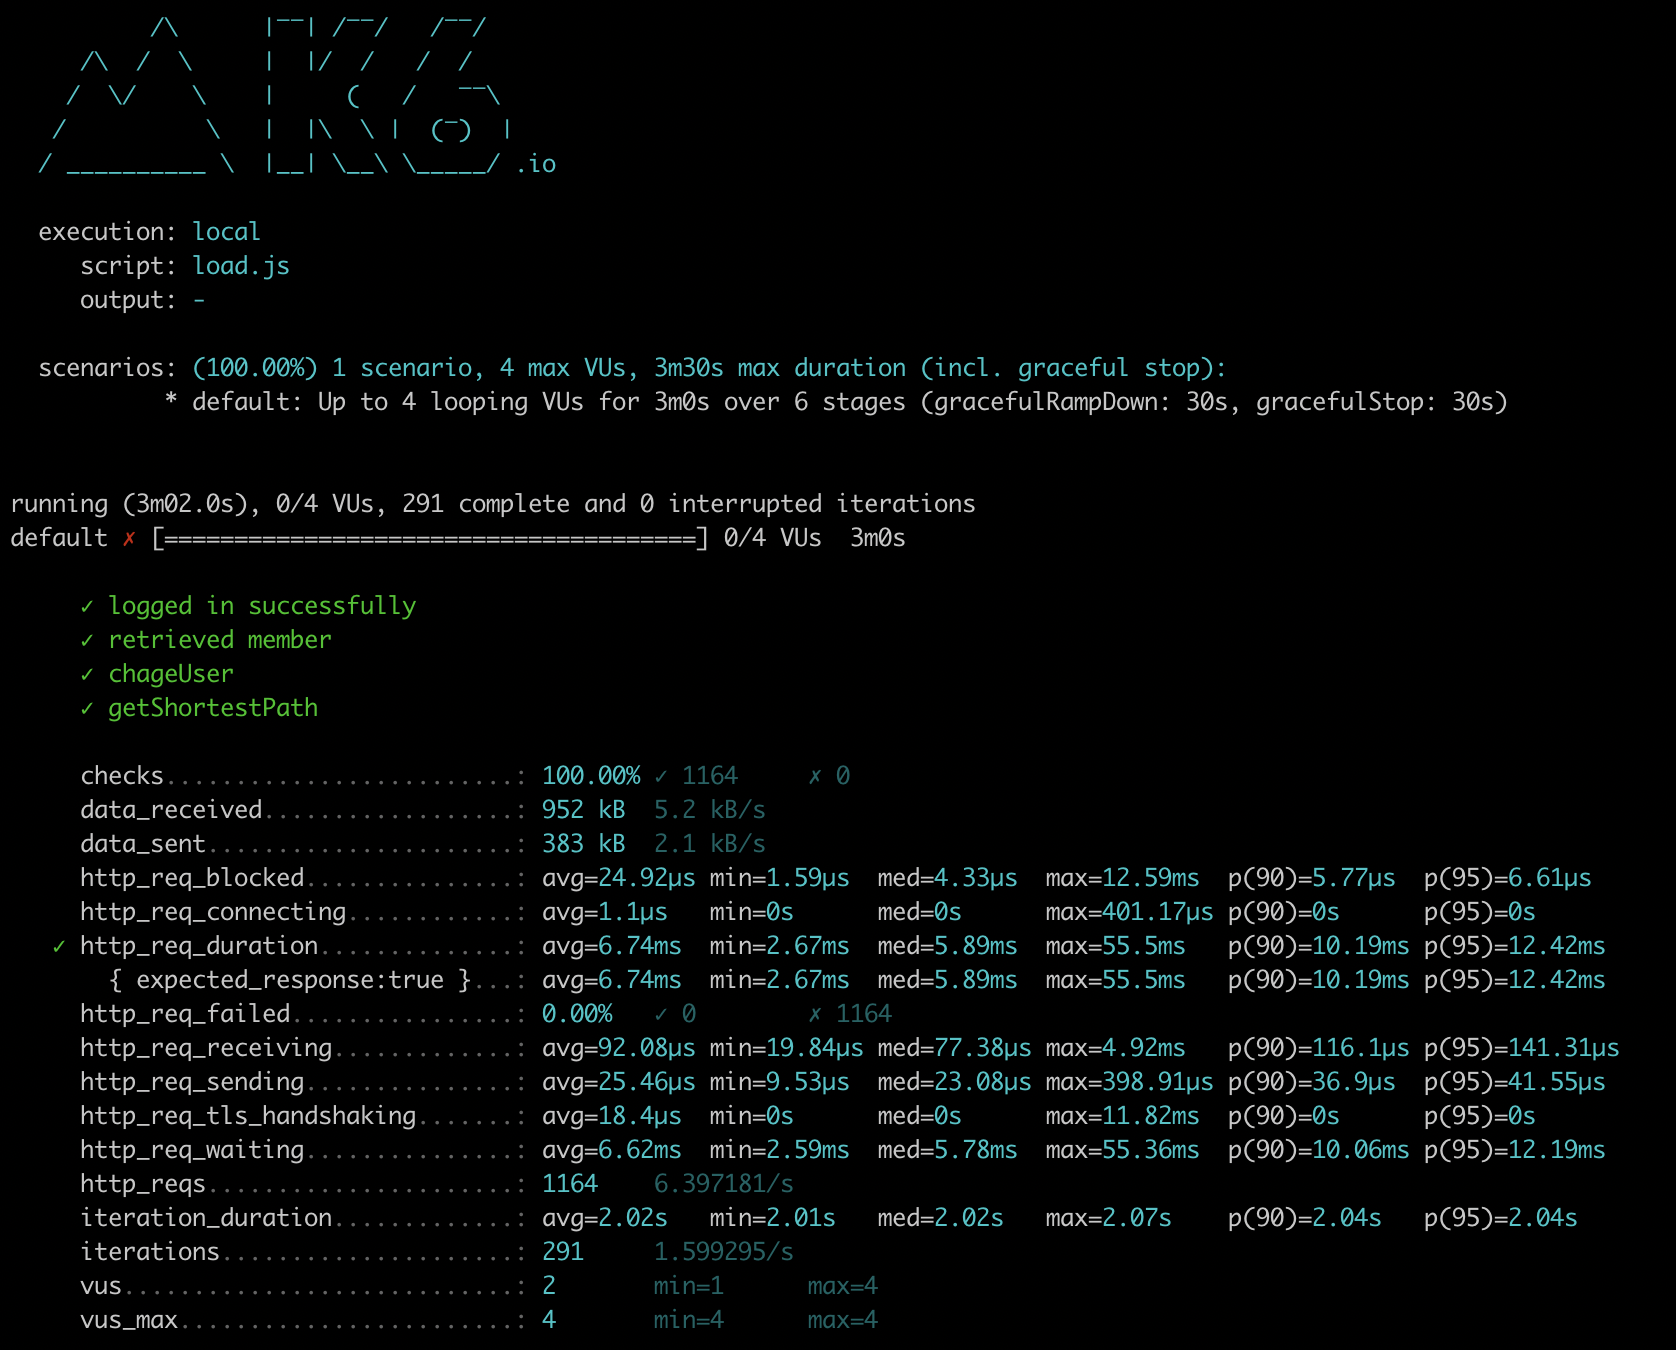 .io
execution: local
script: load.js
output: -
scenarios: (100.00%) 1 scenario, 4 max VUs, 3m30s max duration (incl. graceful stop):
* default: Up to 4 looping VUs for 3m0s over 6 stages (gracefulRampDown: 30s, gracefulStop: 30s)
running (3m02.0s), 0/4 VUs, 291 complete and 0 interrupted iterations
default ✗ [======================================] 0/4 VUs  3m0s
✓ logged in successfully
✓ retrieved member
✓ chageUser
✓ getShortestPath
checks.........................: 100.00% ✓ 1164     ✗ 0
data_received..................: 952 kB  5.2 kB/s
data_sent......................: 383 kB  2.1 kB/s
http_req_blocked...............: avg=24.92µs min=1.59µs  med=4.33µs  max=12.59ms  p(90)=5.77µs  p(95)=6.61µs
http_req_connecting............: avg=1.1µs   min=0s      med=0s      max=401.17µs p(90)=0s      p(95)=0s
✓ http_req_duration..............: avg=6.74ms  min=2.67ms  med=5.89ms  max=55.5ms   p(90)=10.19ms p(95)=12.42ms
{ expected_response:true }...: avg=6.74ms  min=2.67ms  med=5.89ms  max=55.5ms   p(90)=10.19ms p(95)=12.42ms
http_req_failed................: 0.00%   ✓ 0        ✗ 1164
http_req_receiving.............: avg=92.08µs min=19.84µs med=77.38µs max=4.92ms   p(90)=116.1µs p(95)=141.31µs
http_req_sending...............: avg=25.46µs min=9.53µs  med=23.08µs max=398.91µs p(90)=36.9µs  p(95)=41.55µs
http_req_tls_handshaking.......: avg=18.4µs  min=0s      med=0s      max=11.82ms  p(90)=0s      p(95)=0s
http_req_waiting...............: avg=6.62ms  min=2.59ms  med=5.78ms  max=55.36ms  p(90)=10.06ms p(95)=12.19ms
http_reqs......................: 1164    6.397181/s
iteration_duration.............: avg=2.02s   min=2.01s   med=2.02s   max=2.07s    p(90)=2.04s   p(95)=2.04s
iterations.....................: 291     1.599295/s
vus............................: 2       min=1      max=4
vus_max........................: 4       min=4      max=4